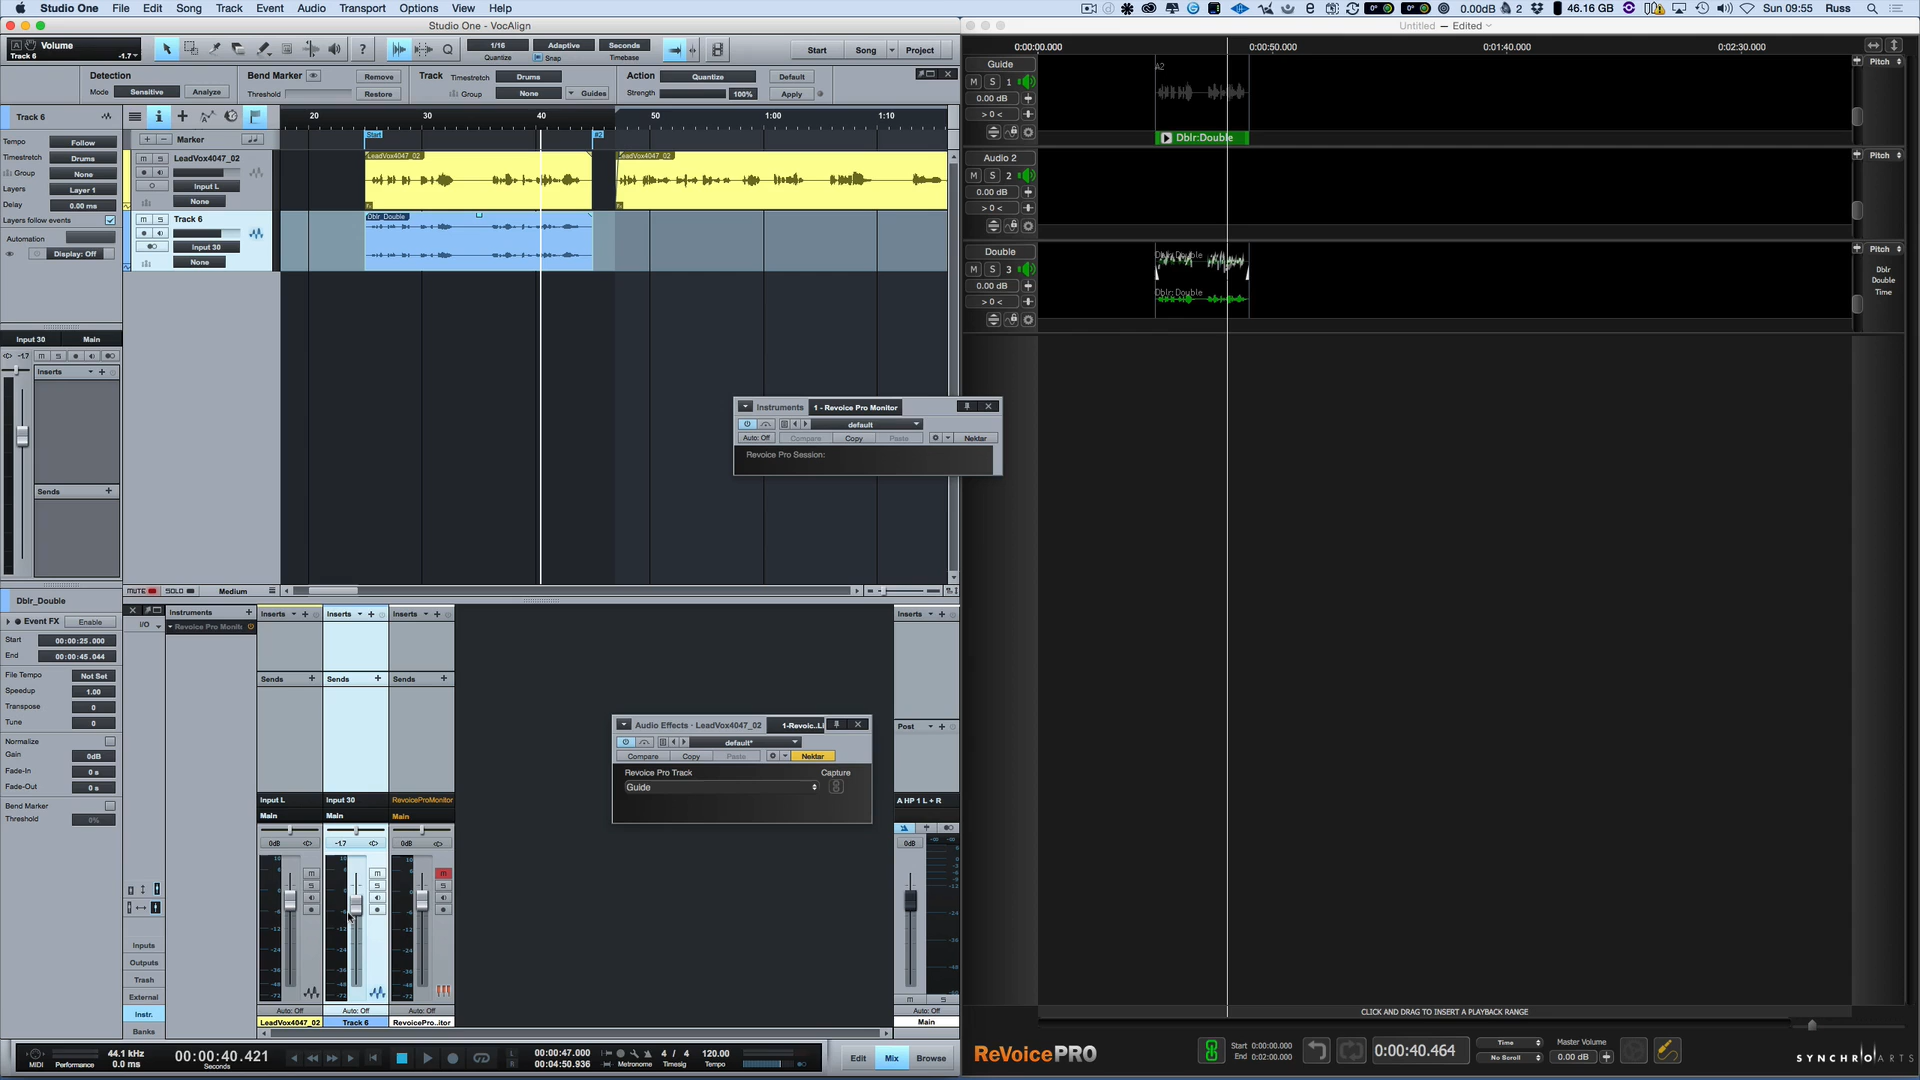 Studio One File Edit Song Track Event Audio Transport Options View Help
0.00dB 2 46.16 GB Sun 09:55 Russ
Studio One - VocAlign
Untitled — Edited
Volume
Track 6 -1.7
1/16 Quantize
Adaptive Snap
Seconds Timebase
Start Song Project
Detection
Mode Sensitive Analyze
Bend Marker Remove
Threshold Restore
Track Timestretch Drums
Group None Guides
Action Quantize Default
Strength 100% Apply
Track 6
20 30 40 50 1:00 1:10
Marker
Start #2
Tempo Follow
Timestretch Drums
Group None
Layers Layer 1
Delay 0.00 ms
Layers follow events
Automation
Display: Off
M S LeadVox4047_02
Input L
None
M S Track 6
Input 30
None
LeadVox4047_02 LeadVox4047_02
Dblr_Double
Input 30 Main
-1.7
Inserts
Sends
MUTE SOLO Medium
Instruments 1 - Revoice Pro Monitor
default
Auto: Off Compare Copy Paste Nektar
Revoice Pro Session:
Dblr_Double
Event FX Enable
Start 00:00:25.000
End 00:00:45.044
File Tempo Not Set
Speedup 1.00
Transpose 0
Tune 0
Normalize
Gain 0dB
Fade-In 0 s
Fade-Out 0 s
Bend Marker
Threshold 0%
Instruments
I/O
Revoice Pro Monit
Inputs
Outputs
Trash
External
Instr.
Banks
Inserts Inserts Inserts Inserts
Sends Sends Sends
Post
Input L Input 30 RevoiceProMonitor A HP 1 L + R
Main Main Main
0dB -1.7 0dB 0dB
Auto: Off Auto: Off Auto: Off Auto: Off
LeadVox4047_02 Track 6 RevoicePro..itor Main
Audio Effects - LeadVox4047_02 1-Revoic..Li
default*
Compare Copy Paste Nektar
Revoice Pro Track Capture
Guide
MIDI Performance
44.1 kHz
0.0 ms
00:00:40.421
Seconds
L 00:00:47.000
R 00:04:50.936
Metronome
4 / 4 Timesig
120.00 Tempo
Edit Mix Browse
0:00:00.000 0:00:50.000 0:01:40.000 0:02:30.000
Guide
M S 1
0.00 dB
> 0 <
A2
Dblr:Double
Pitch
Audio 2
M S 2
0.00 dB
> 0 <
Pitch
Double
M S 3
0.00 dB
> 0 <
Dblr: Double
Dblr: Double
Pitch
Dblr
Double
Time
CLICK AND DRAG TO INSERT A PLAYBACK RANGE
ReVoicePRO
Start 0:00:00.000
End 0:02:00.000
0:00:40.464
Time
No Scroll
Master Volume
0.00 dB
SYNCHRO ARTS